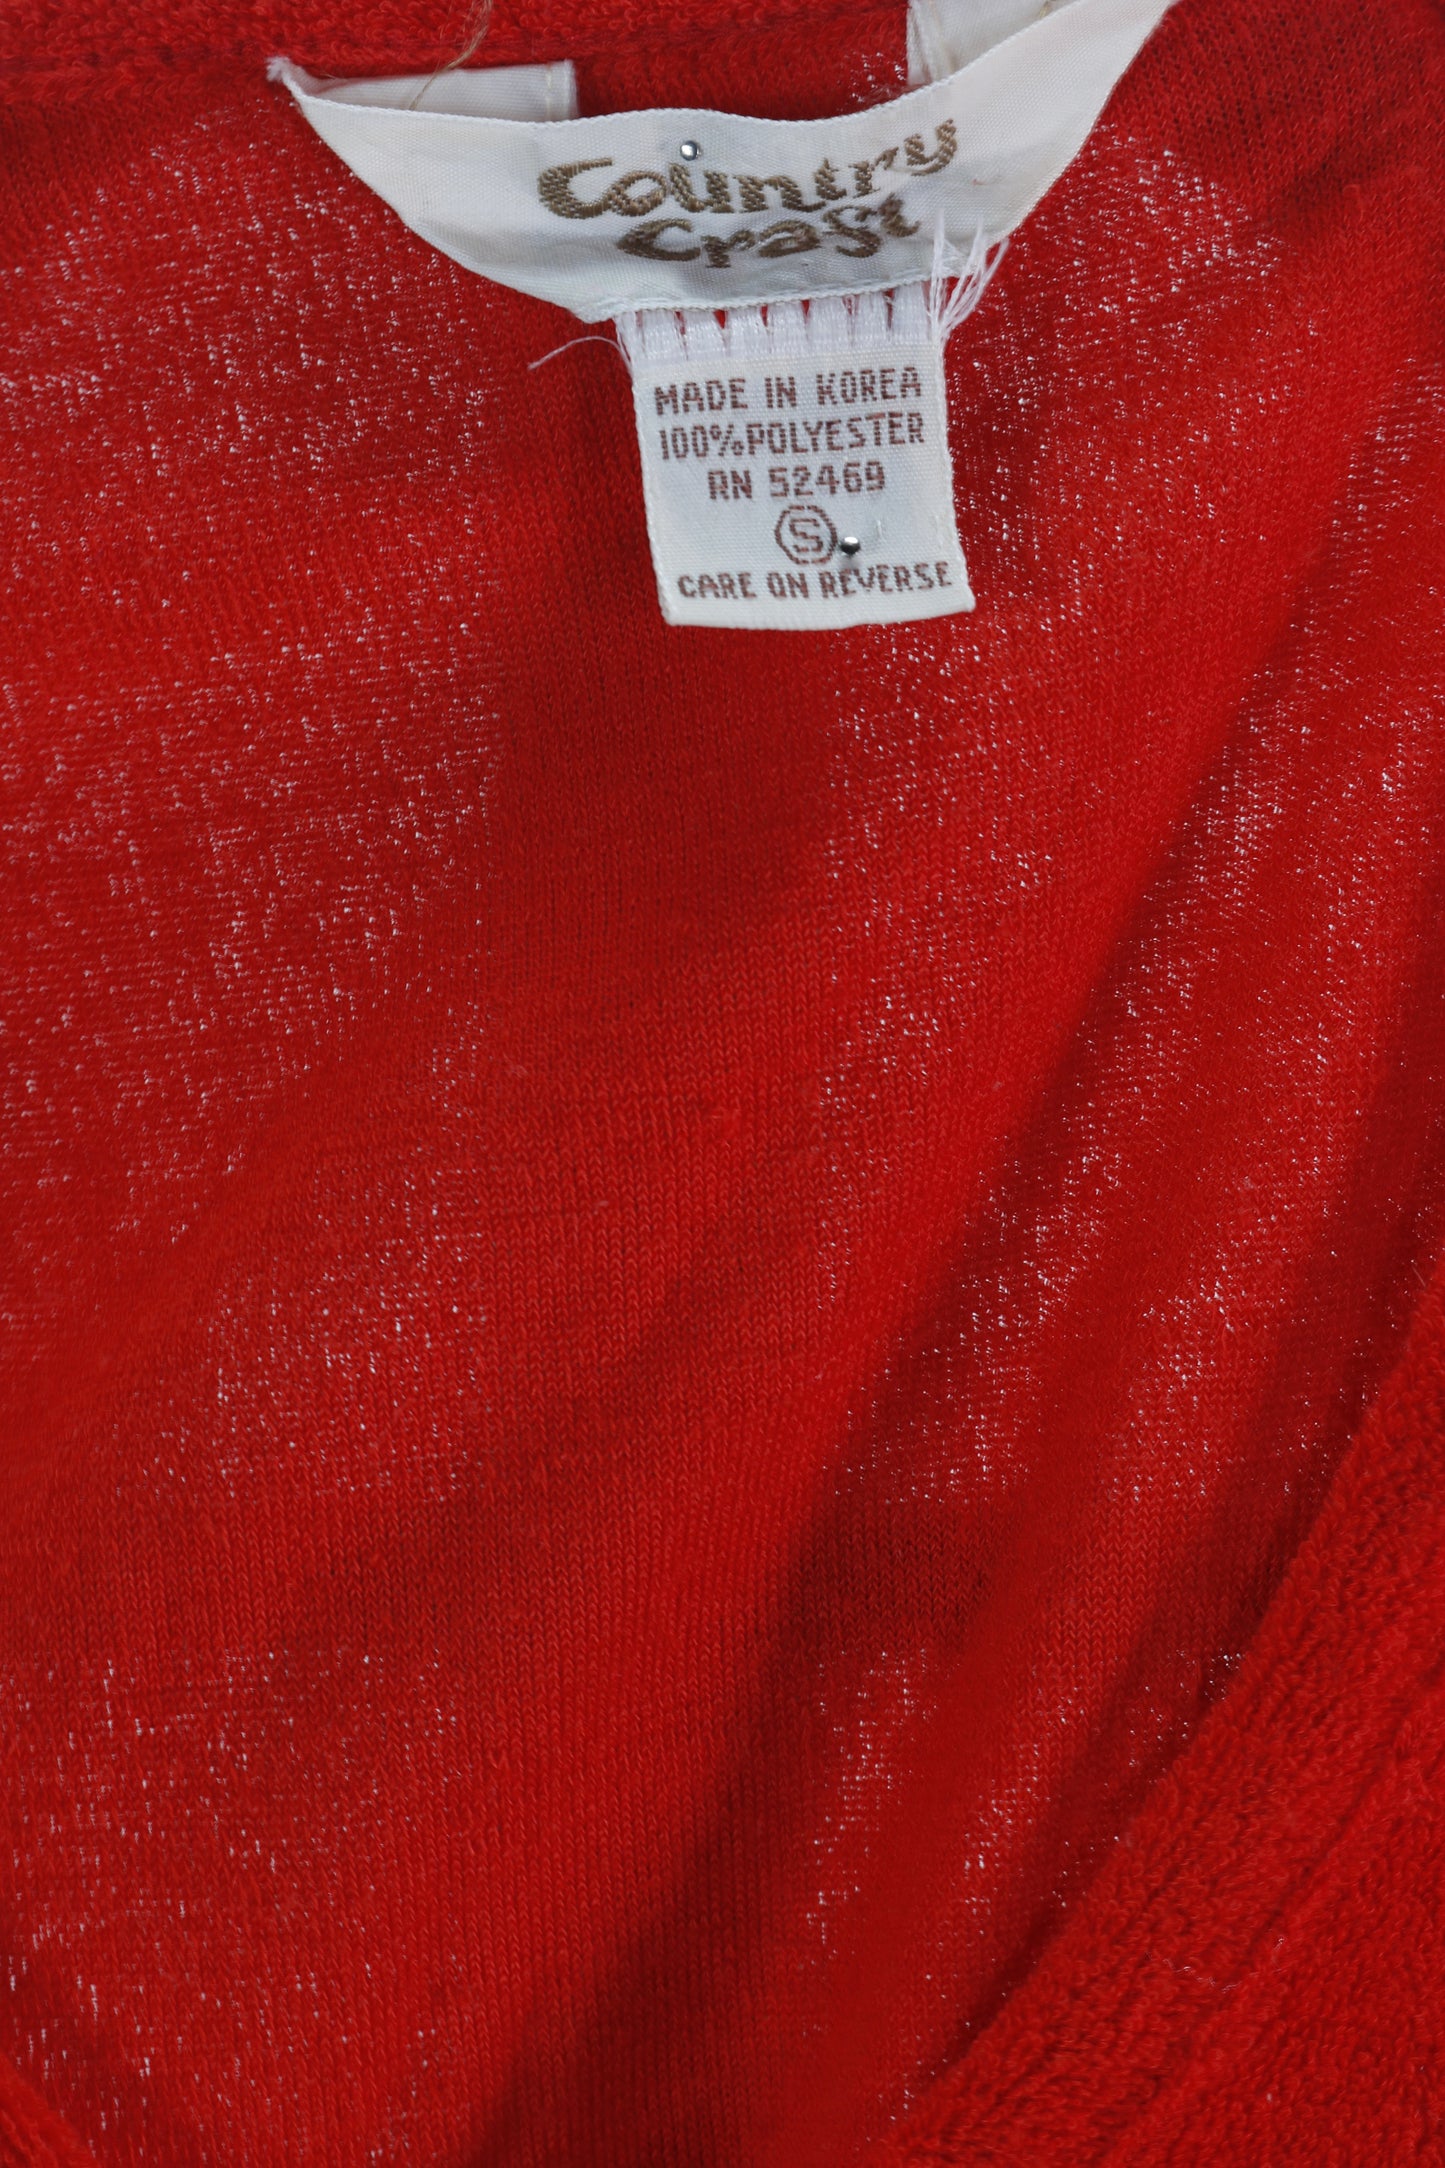 Country
Craft
MADE IN KOREA
100%POLYESTER
RN 52469
S
CARE ON REVERSE